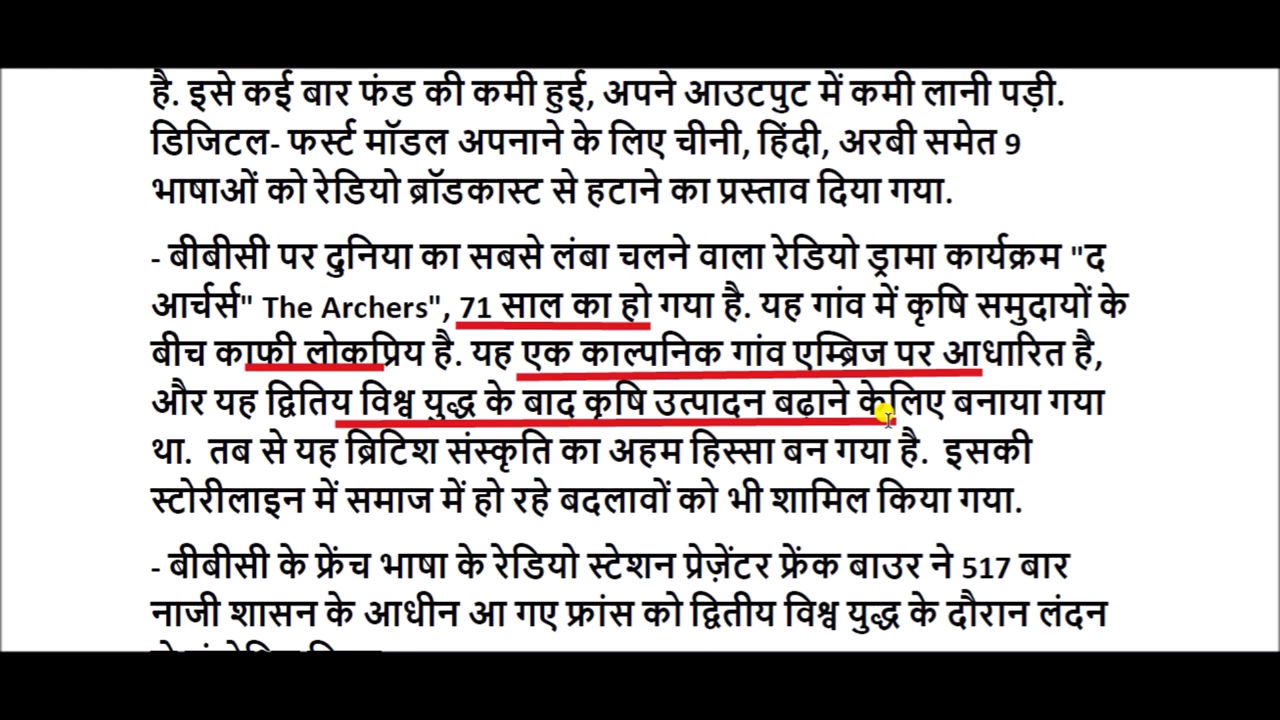 है. इसे कई बार फंड की कमी हुई, अपने आउटपुट में कमी लानी पड़ी.
डिजिटल- फर्स्ट मॉडल अपनाने के लिए चीनी, हिंदी, अरबी समेत 9
भाषाओं को रेडियो ब्रॉडकास्ट से हटाने का प्रस्ताव दिया गया.
- बीबीसी पर दुनिया का सबसे लंबा चलने वाला रेडियो ड्रामा कार्यक्रम "द
आर्चर्स" The Archers", 71 साल का हो गया है. यह गांव में कृषि समुदायों के
बीच काफी लोकप्रिय है. यह एक काल्पनिक गांव एम्ब्रिज पर आधारित है,
और यह द्वितिय विश्व युद्ध के बाद कृषि उत्पादन बढ़ाने के लिए बनाया गया
था. तब से यह ब्रिटिश संस्कृति का अहम हिस्सा बन गया है. इसकी
स्टोरीलाइन में समाज में हो रहे बदलावों को भी शामिल किया गया.
- बीबीसी के फ्रेंच भाषा के रेडियो स्टेशन प्रेज़ेंटर फ्रेंक बाउर ने 517 बार
नाजी शासन के आधीन आ गए फ्रांस को द्वितीय विश्व युद्ध के दौरान लंदन